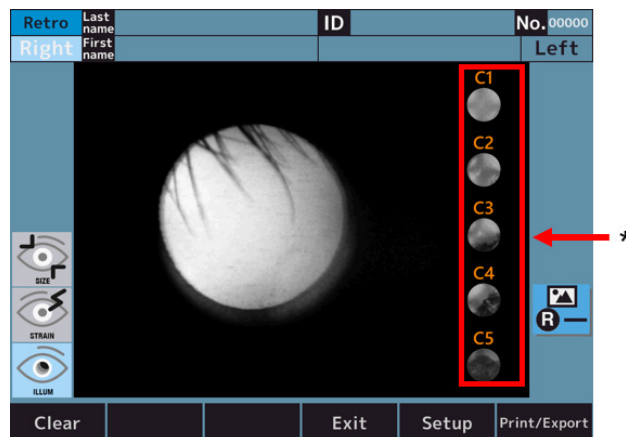 Retro Last name ID No. 00000
Right First name Left
C1
C2
C3
*
C4
C5
SIZE
STRAIN
ILLUM
R
Clear Exit Setup Print/Export